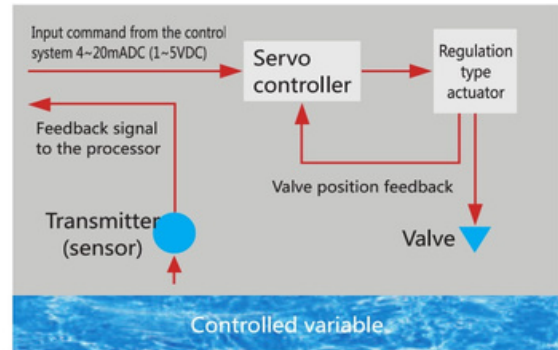 Input command from the control
system 4~20mADC (1~5VDC)
Servo
controller
Regulation
type
actuator
Feedback signal
to the processor
Valve position feedback
Transmitter
(sensor)
Valve
Controlled variable